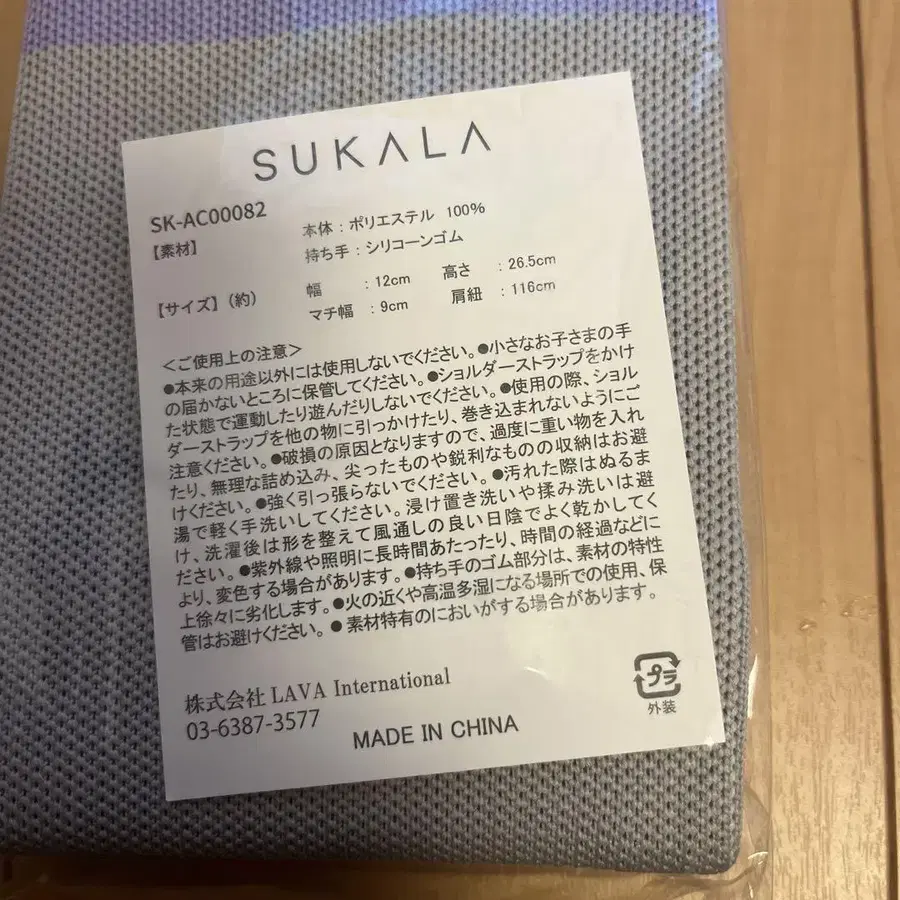 SUKALA
SK-AC00082
【素材】
本体：ポリエステル 100%
持ち手：シリコーンゴム
【サイズ】（約）
幅 ：12cm 高さ ：26.5cm
マチ幅 ：9cm 肩紐 ：116cm
＜ご使用上の注意＞
●本来の用途以外には使用しないでください。●小さなお子さまの手
の届かないところに保管してください。●ショルダーストラップをかけ
た状態で運動したり遊んだりしないでください。●使用の際、ショル
ダーストラップを他の物に引っかけたり、巻き込まれないようにご
注意ください。●破損の原因となりますので、過度に重い物を入れ
たり、無理な詰め込み、尖ったものや鋭利なものの収納はお避
けください。●強く引っ張らないでください。●汚れた際はぬるま
湯で軽く手洗いしてください。浸け置き洗いや揉み洗いは避
け、洗濯後は形を整えて風通しの良い日陰でよく乾かしてく
ださい。●紫外線や照明に長時間あたったり、時間の経過などに
より、変色する場合があります。●持ち手のゴム部分は、素材の特性
上徐々に劣化します。●火の近くや高温多湿になる場所での使用、保
管はお避けください。●素材特有のにおいがする場合があります。
株式会社 LAVA International
03-6387-3577
MADE IN CHINA
プラ
外装